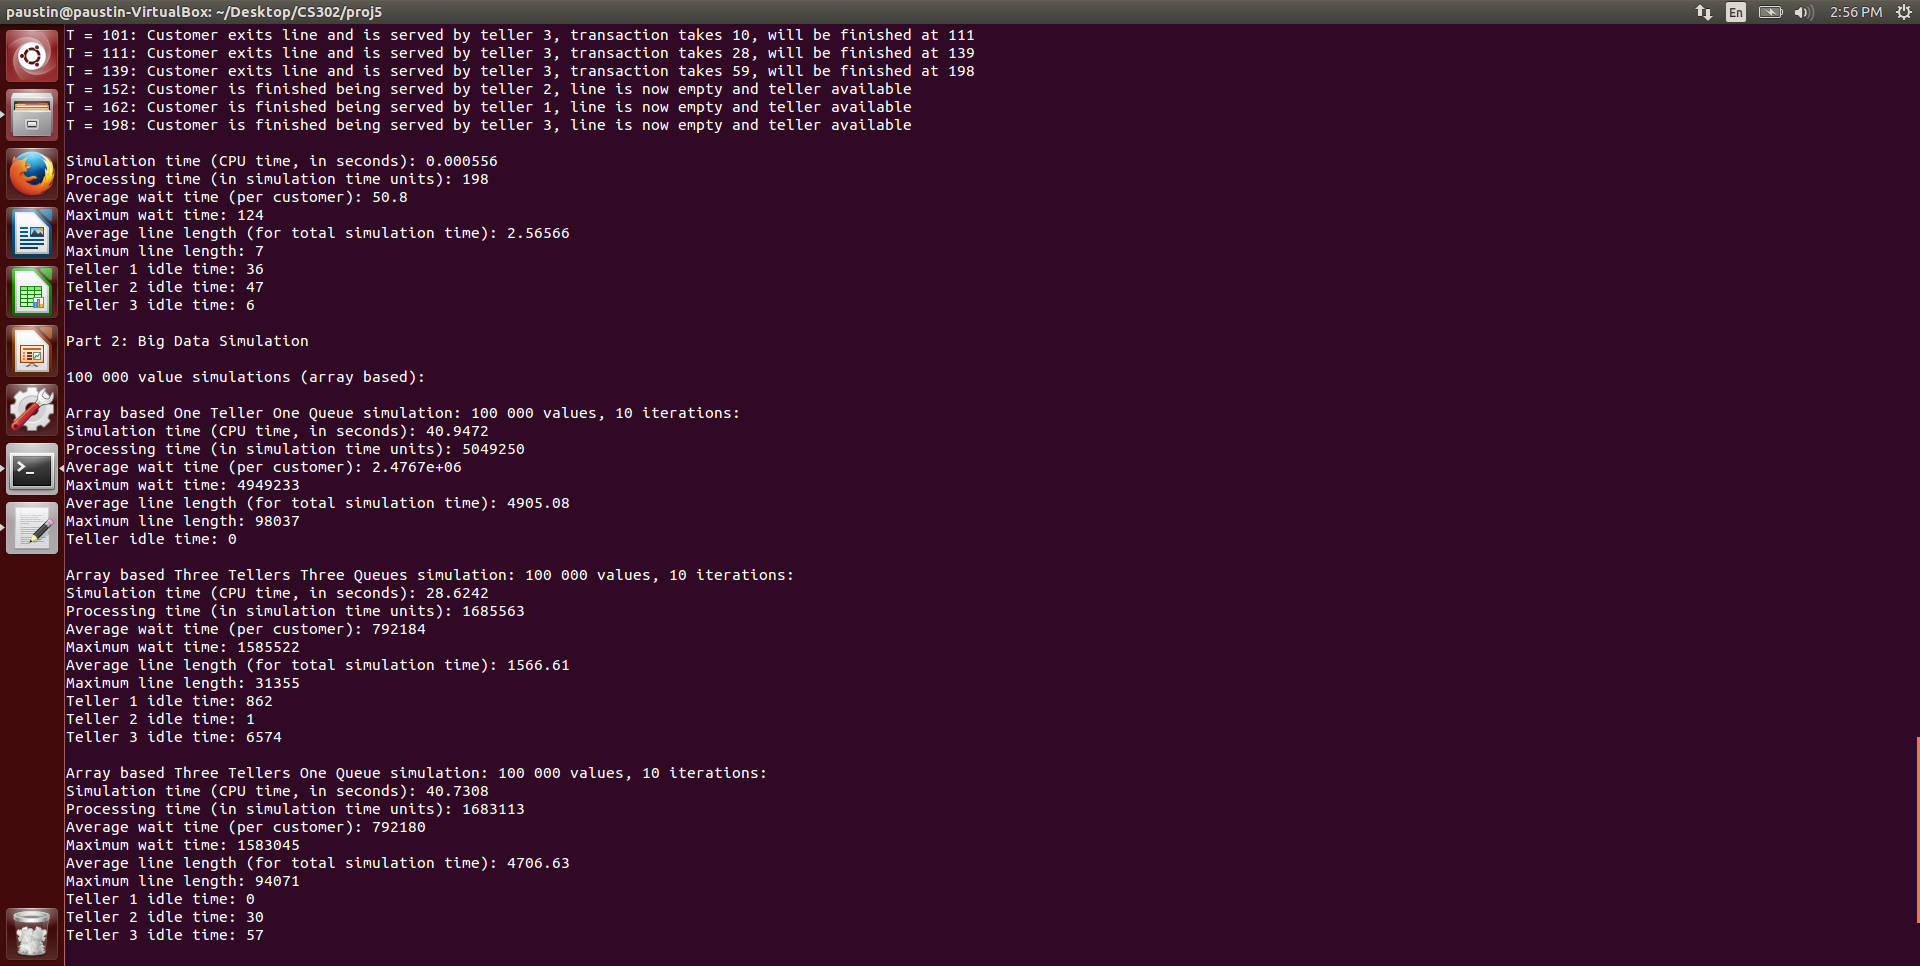 paustin@paustin-VirtualBox: ~/Desktop/CS302/proj5
En
2:56 PM
T = 101: Customer exits line and is served by teller 3, transaction takes 10, will be finished at 111
T = 111: Customer exits line and is served by teller 3, transaction takes 28, will be finished at 139
T = 139: Customer exits line and is served by teller 3, transaction takes 59, will be finished at 198
T = 152: Customer is finished being served by teller 2, line is now empty and teller available
T = 162: Customer is finished being served by teller 1, line is now empty and teller available
T = 198: Customer is finished being served by teller 3, line is now empty and teller available
Simulation time (CPU time, in seconds): 0.000556
Processing time (in simulation time units): 198
Average wait time (per customer): 50.8
Maximum wait time: 124
Average line length (for total simulation time): 2.56566
Maximum line length: 7
Teller 1 idle time: 36
Teller 2 idle time: 47
Teller 3 idle time: 6
Part 2: Big Data Simulation
100 000 value simulations (array based):
Array based One Teller One Queue simulation: 100 000 values, 10 iterations:
Simulation time (CPU time, in seconds): 40.9472
Processing time (in simulation time units): 5049250
Average wait time (per customer): 2.4767e+06
Maximum wait time: 4949233
Average line length (for total simulation time): 4905.08
Maximum line length: 98037
Teller idle time: 0
Array based Three Tellers Three Queues simulation: 100 000 values, 10 iterations:
Simulation time (CPU time, in seconds): 28.6242
Processing time (in simulation time units): 1685563
Average wait time (per customer): 792184
Maximum wait time: 1585522
Average line length (for total simulation time): 1566.61
Maximum line length: 31355
Teller 1 idle time: 862
Teller 2 idle time: 1
Teller 3 idle time: 6574
Array based Three Tellers One Queue simulation: 100 000 values, 10 iterations:
Simulation time (CPU time, in seconds): 40.7308
Processing time (in simulation time units): 1683113
Average wait time (per customer): 792180
Maximum wait time: 1583045
Average line length (for total simulation time): 4706.63
Maximum line length: 94071
Teller 1 idle time: 0
Teller 2 idle time: 30
Teller 3 idle time: 57